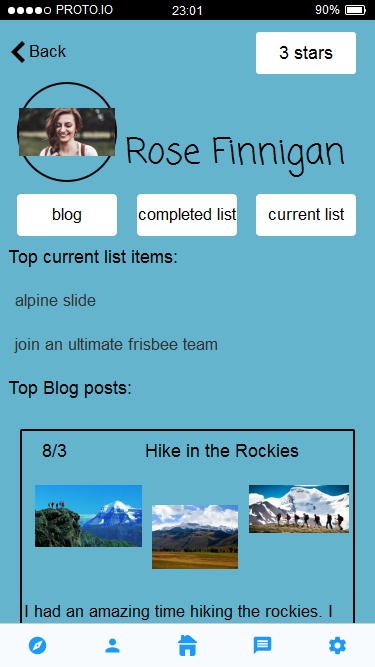 PROTO.IO 23:01 90%
Back 3 stars
Rose Finnigan
blog completed list current list
Top current list items:
alpine slide
join an ultimate frisbee team
Top Blog posts:
8/3 Hike in the Rockies
I had an amazing time hiking the rockies. I